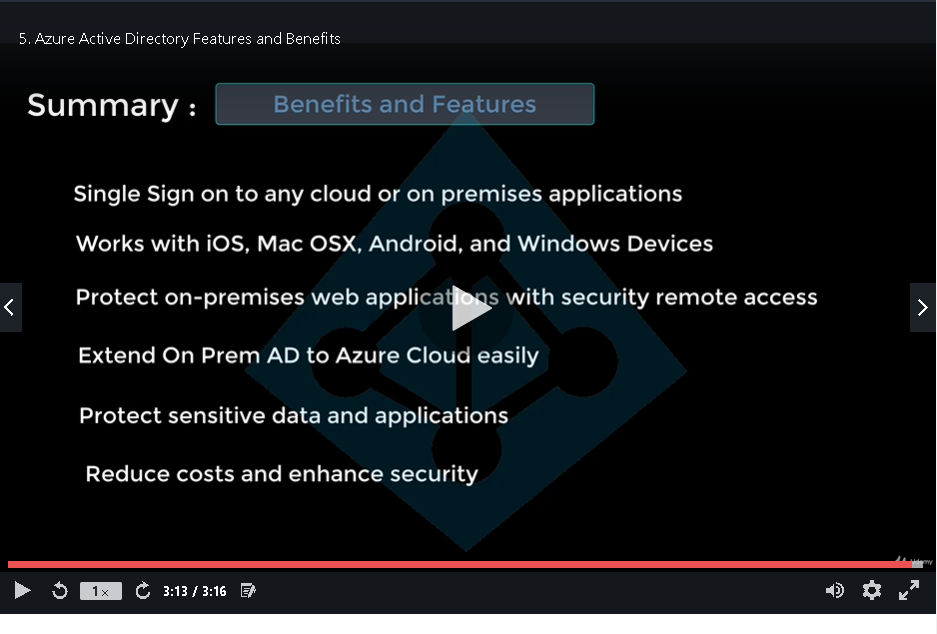 5. Azure Active Directory Features and Benefits
Summary : Benefits and Features
Single Sign on to any cloud or on premises applications
Works with iOS, Mac OSX, Android, and Windows Devices
Protect on-premises web applications with security remote access
Extend On Prem AD to Azure Cloud easily
Protect sensitive data and applications
Reduce costs and enhance security
Udemy
1x 3:13 / 3:16